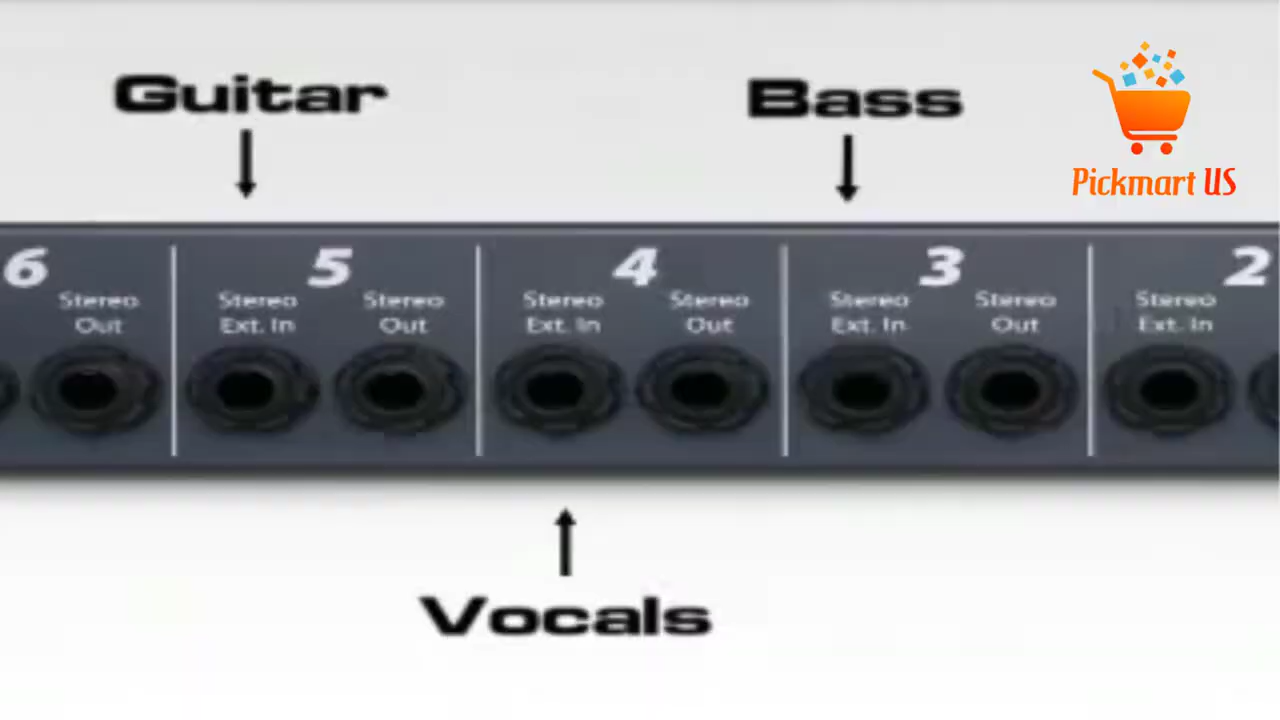 Guitar
Bass
Pickmart US
6
5
4
3
2
Stereo
Out
Stereo
Ext. In
Stereo
Out
Stereo
Ext. In
Stereo
Out
Stereo
Ext. In
Stereo
Out
Stereo
Ext. In
Vocals